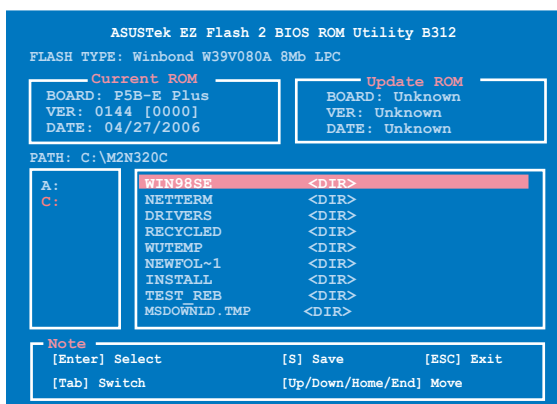 ASUSTek EZ Flash 2 BIOS ROM Utility B312
FLASH TYPE: Winbond W39V080A 8Mb LPC
Current ROM
BOARD: P5B-E Plus
VER: 0144 [0000]
DATE: 04/27/2006
Update ROM
BOARD: Unknown
VER: Unknown
DATE: Unknown
PATH: C:\M2N320C
A:
C:
WIN98SE <DIR>
NETTERM <DIR>
DRIVERS <DIR>
RECYCLED <DIR>
WUTEMP <DIR>
NEWFOL~1 <DIR>
INSTALL <DIR>
TEST_REB <DIR>
MSDOWNLD.TMP <DIR>
Note
[Enter] Select [S] Save [ESC] Exit
[Tab] Switch [Up/Down/Home/End] Move